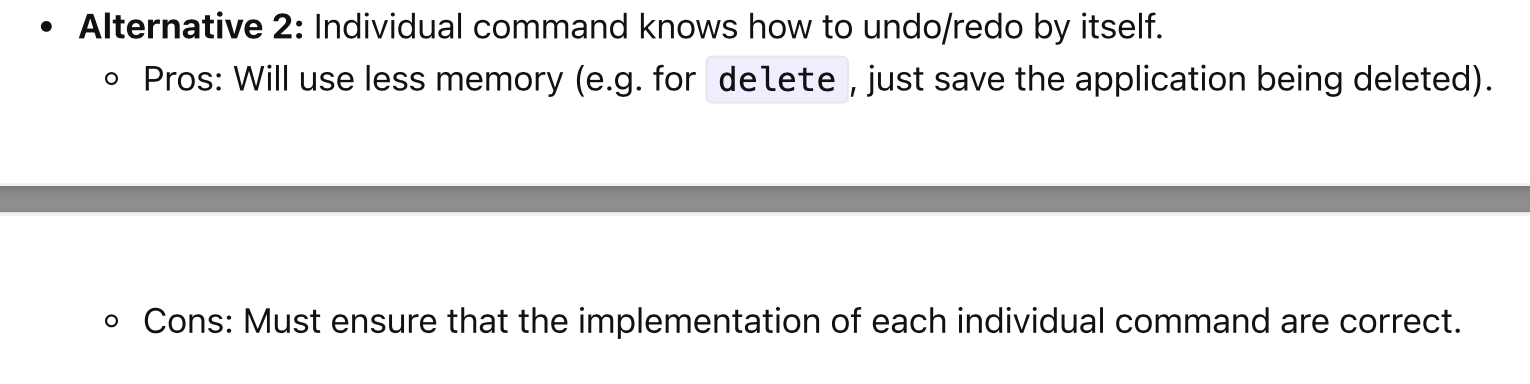 • Alternative 2: Individual command knows how to undo/redo by itself.
◦ Pros: Will use less memory (e.g. for delete, just save the application being deleted).
◦ Cons: Must ensure that the implementation of each individual command are correct.